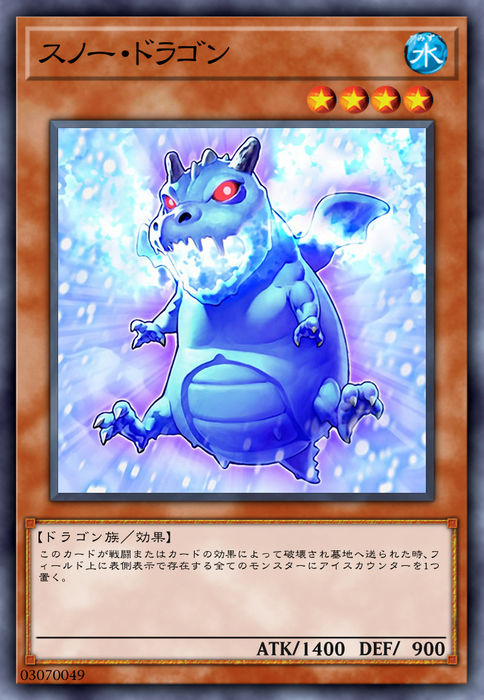 スノー・ドラゴン
みず
水
【ドラゴン族／効果】
このカードが戦闘またはカードの効果によって破壊され墓地へ送られた時、フ
ィールド上に表側表示で存在する全てのモンスターにアイスカウンターを1つ
置く。
ATK/1400 DEF/ 900
03070049